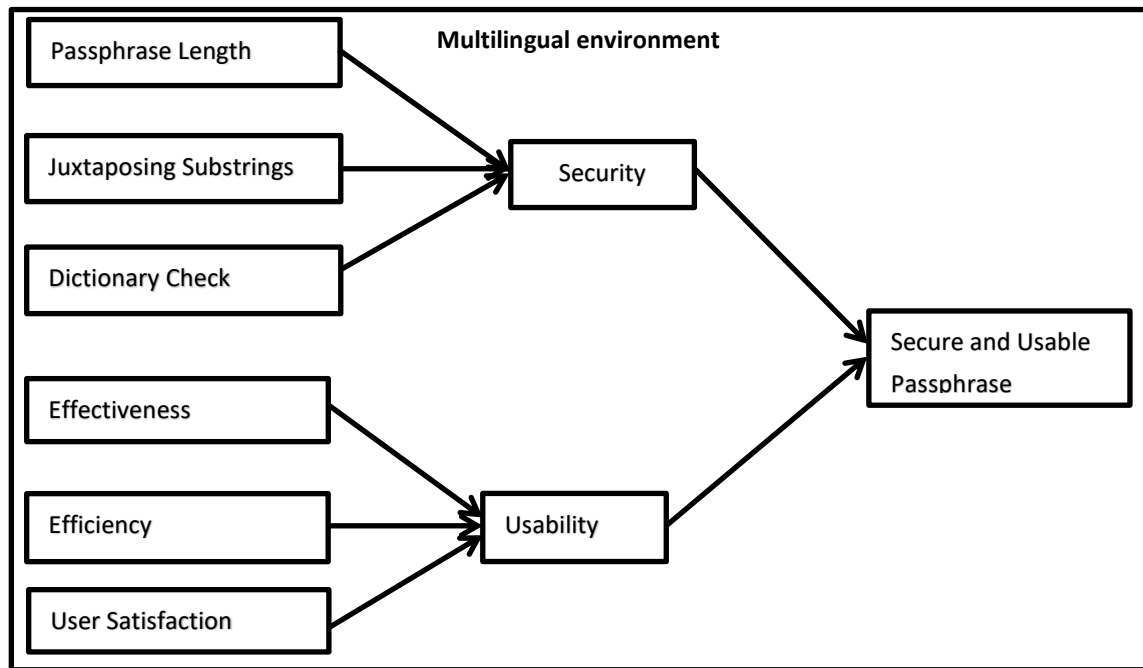 Multilingual environment
Passphrase Length
Juxtaposing Substrings
Security
Dictionary Check
Secure and Usable
Passphrase
Effectiveness
Efficiency
Usability
User Satisfaction